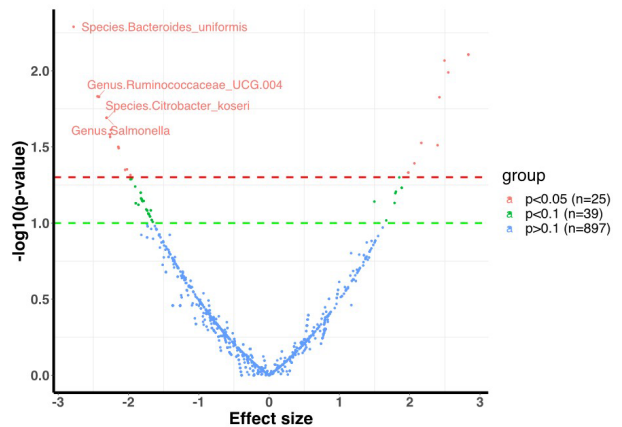 Species.Bacteroides_uniformis
Genus.Ruminococcaceae_UCG.004
Species.Citrobacter_koseri
Genus.Salmonella
2.0
1.5
1.0
0.5
0.0
-log10(p-value)
-3 -2 -1 0 1 2 3
Effect size
group
p<0.05 (n=25)
p<0.1 (n=39)
p>0.1 (n=897)